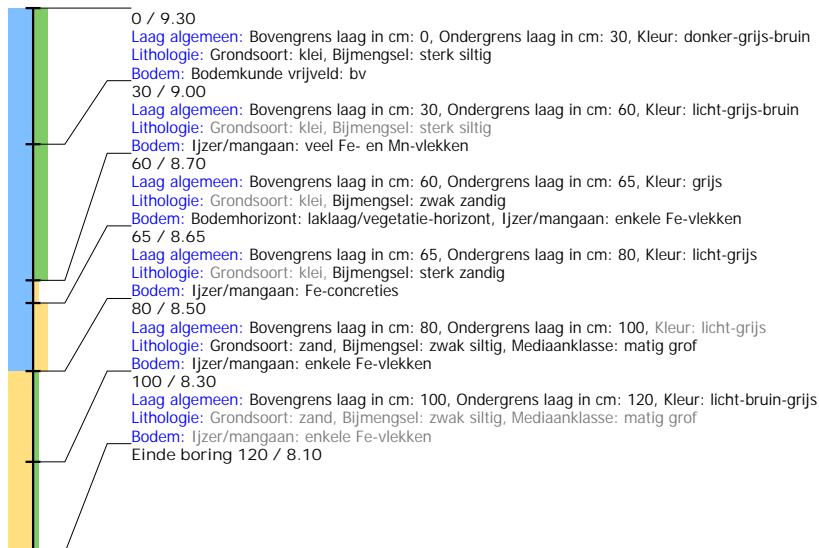 0 / 9.30
Laag algemeen: Bovengrens laag in cm: 0, Ondergrens laag in cm: 30, Kleur: donker-grijs-bruin
Lithologie: Grondsoort: klei, Bijmengsel: sterk siltig
Bodem: Bodemkunde vrijveld: bv
30 / 9.00
Laag algemeen: Bovengrens laag in cm: 30, Ondergrens laag in cm: 60, Kleur: licht-grijs-bruin
Lithologie: Grondsoort: klei, Bijmengsel: sterk siltig
Bodem: Ijzer/mangaan: veel Fe- en Mn-vlekken
60 / 8.70
Laag algemeen: Bovengrens laag in cm: 60, Ondergrens laag in cm: 65, Kleur: grijs
Lithologie: Grondsoort: klei, Bijmengsel: zwak zandig
Bodem: Bodemhorizont: laklaag/vegetatie-horizont, Ijzer/mangaan: enkele Fe-vlekken
65 / 8.65
Laag algemeen: Bovengrens laag in cm: 65, Ondergrens laag in cm: 80, Kleur: licht-grijs
Lithologie: Grondsoort: klei, Bijmengsel: sterk zandig
Bodem: Ijzer/mangaan: Fe-concreties
80 / 8.50
Laag algemeen: Bovengrens laag in cm: 80, Ondergrens laag in cm: 100, Kleur: licht-grijs
Lithologie: Grondsoort: zand, Bijmengsel: zwak siltig, Mediaanklasse: matig grof
Bodem: Ijzer/mangaan: enkele Fe-vlekken
100 / 8.30
Laag algemeen: Bovengrens laag in cm: 100, Ondergrens laag in cm: 120, Kleur: licht-bruin-grijs
Lithologie: Grondsoort: zand, Bijmengsel: zwak siltig, Mediaanklasse: matig grof
Bodem: Ijzer/mangaan: enkele Fe-vlekken
Einde boring 120 / 8.10